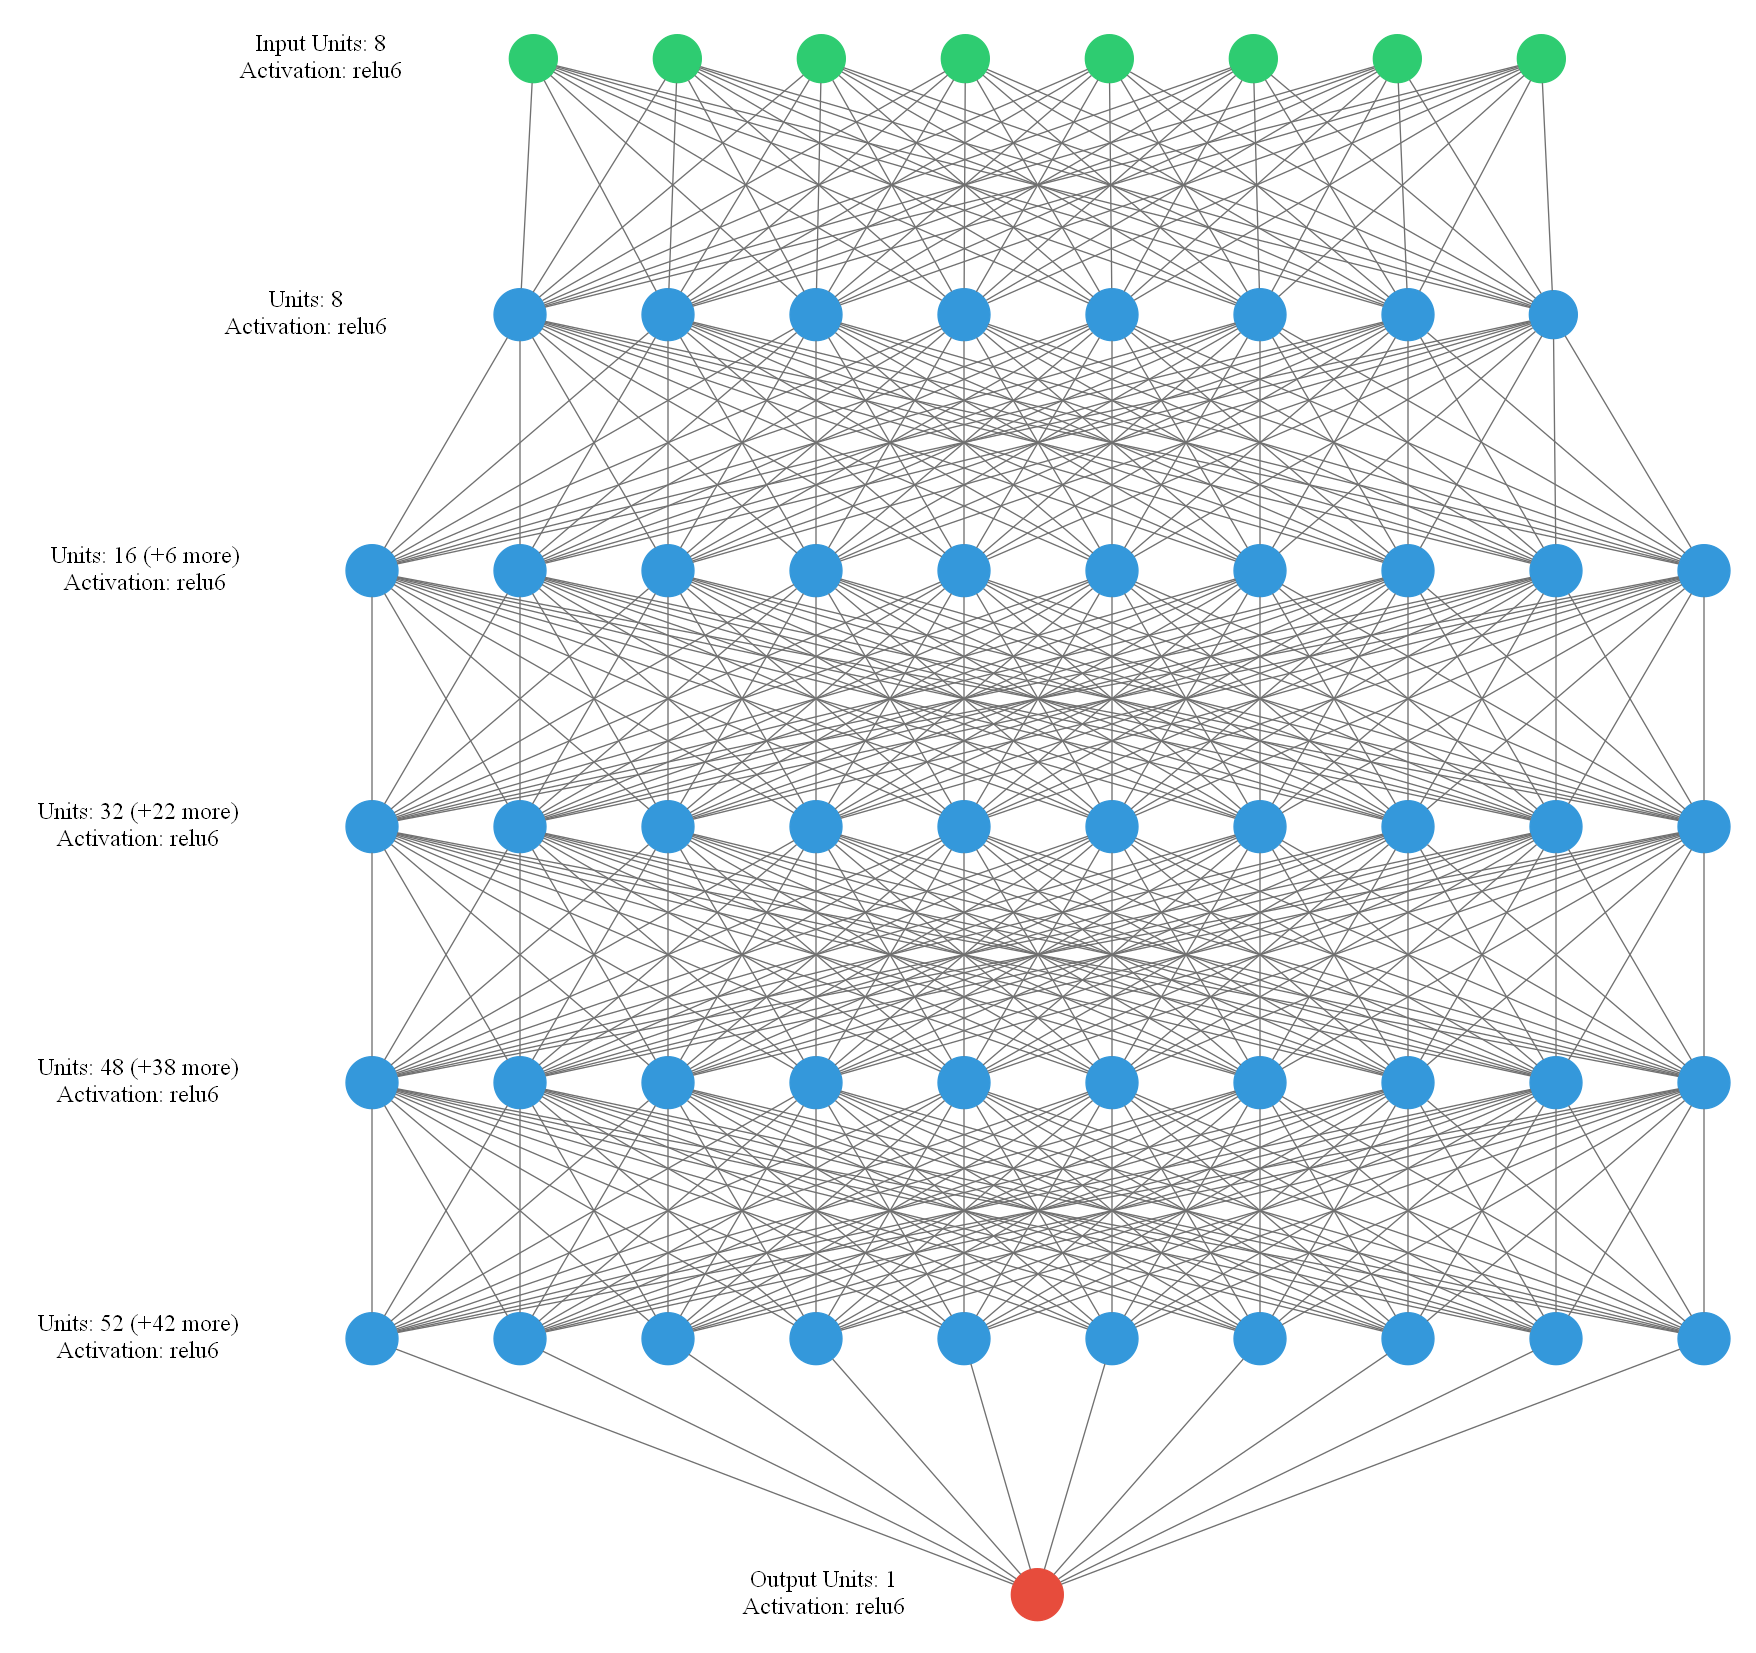 Input Units: 8
Activation: relu6
Units: 8
Activation: relu6
Units: 16 (+6 more)
Activation: relu6
Units: 32 (+22 more)
Activation: relu6
Units: 48 (+38 more)
Activation: relu6
Units: 52 (+42 more)
Activation: relu6
Output Units: 1
Activation: relu6